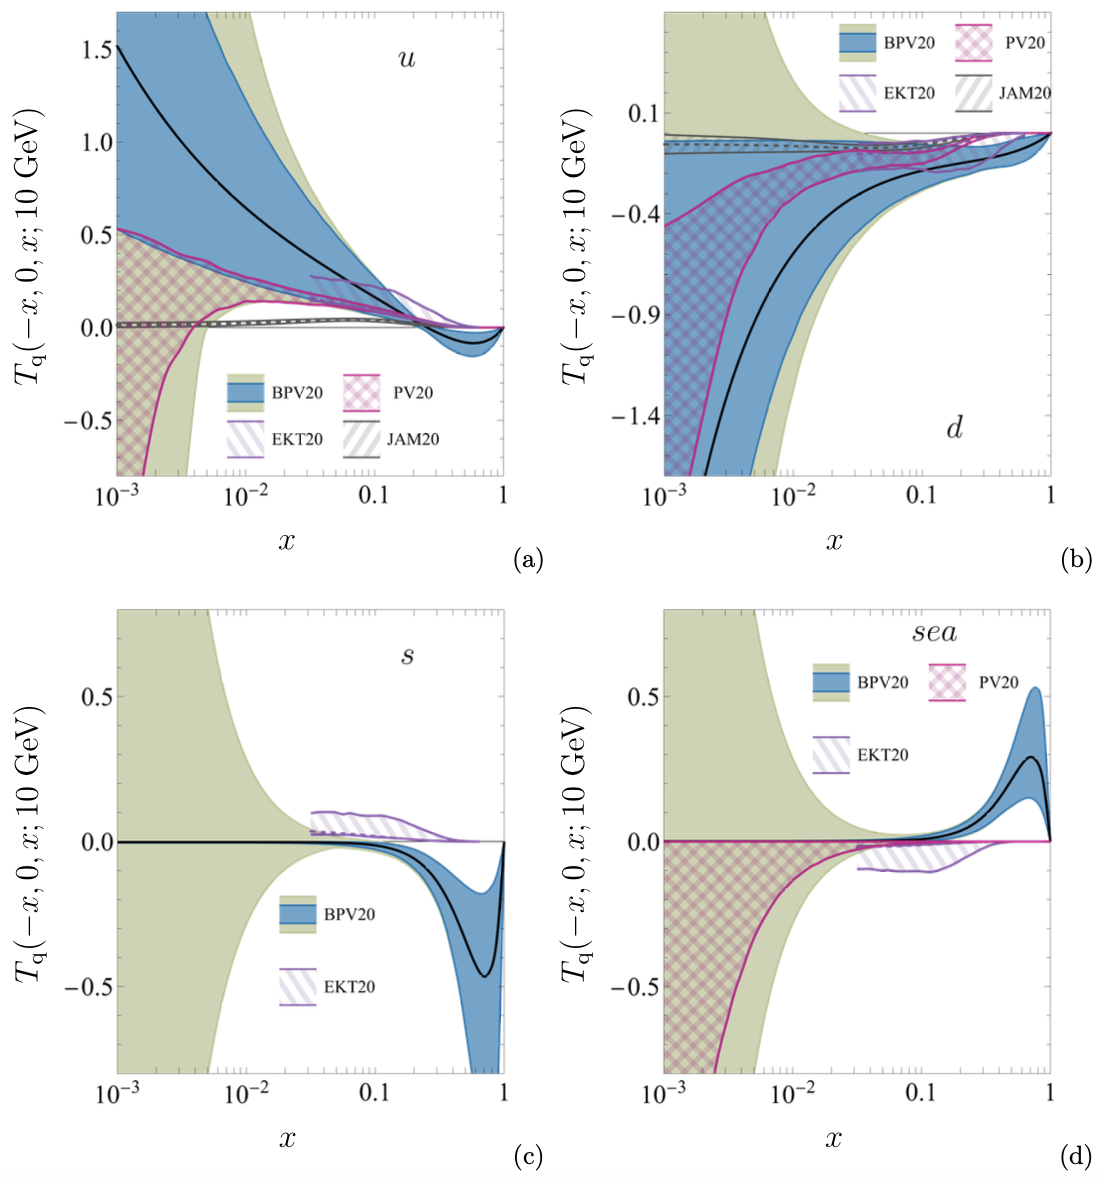 T_q(−x, 0, x; 10 GeV)
1.5
1.0
0.5
0.0
−0.5
u
BPV20 PV20
EKT20 JAM20
10^−3 10^−2 0.1 1
x
(a)
T_q(−x, 0, x; 10 GeV)
0.1
−0.4
−0.9
−1.4
BPV20 PV20
EKT20 JAM20
d
10^−3 10^−2 0.1 1
x
(b)
T_q(−x, 0, x; 10 GeV)
0.5
0.0
−0.5
s
BPV20
EKT20
10^−3 10^−2 0.1 1
x
(c)
T_q(−x, 0, x; 10 GeV)
0.5
0.0
−0.5
sea
BPV20 PV20
EKT20
10^−3 10^−2 0.1 1
x
(d)